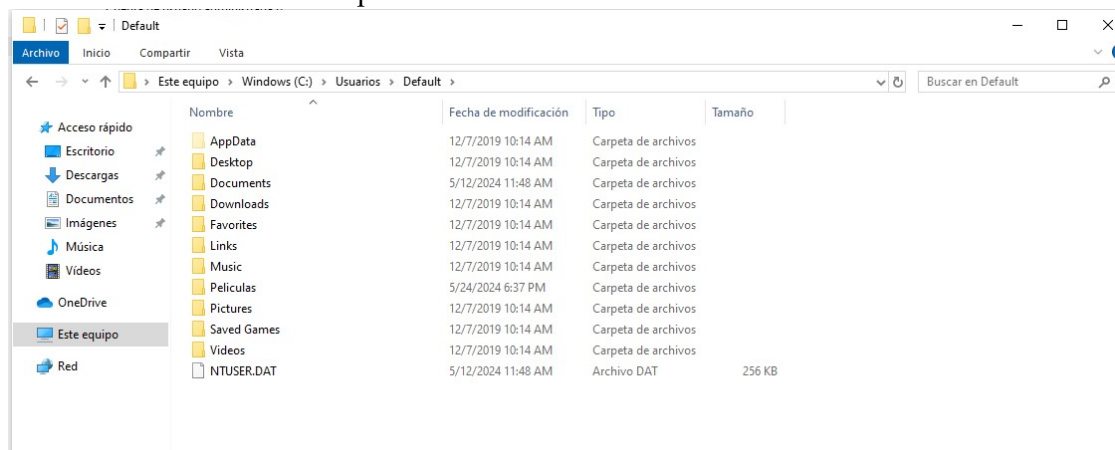 Default
Archivo Inicio Compartir Vista
Este equipo > Windows (C:) > Usuarios > Default > Buscar en Default
Nombre Fecha de modificación Tipo Tamaño
Acceso rápido
Escritorio
Descargas
Documentos
Imágenes
Música
Vídeos
OneDrive
Este equipo
Red
AppData 12/7/2019 10:14 AM Carpeta de archivos
Desktop 12/7/2019 10:14 AM Carpeta de archivos
Documents 5/12/2024 11:48 AM Carpeta de archivos
Downloads 12/7/2019 10:14 AM Carpeta de archivos
Favorites 12/7/2019 10:14 AM Carpeta de archivos
Links 12/7/2019 10:14 AM Carpeta de archivos
Music 12/7/2019 10:14 AM Carpeta de archivos
Peliculas 5/24/2024 6:37 PM Carpeta de archivos
Pictures 12/7/2019 10:14 AM Carpeta de archivos
Saved Games 12/7/2019 10:14 AM Carpeta de archivos
Videos 12/7/2019 10:14 AM Carpeta de archivos
NTUSER.DAT 5/12/2024 11:48 AM Archivo DAT 256 KB